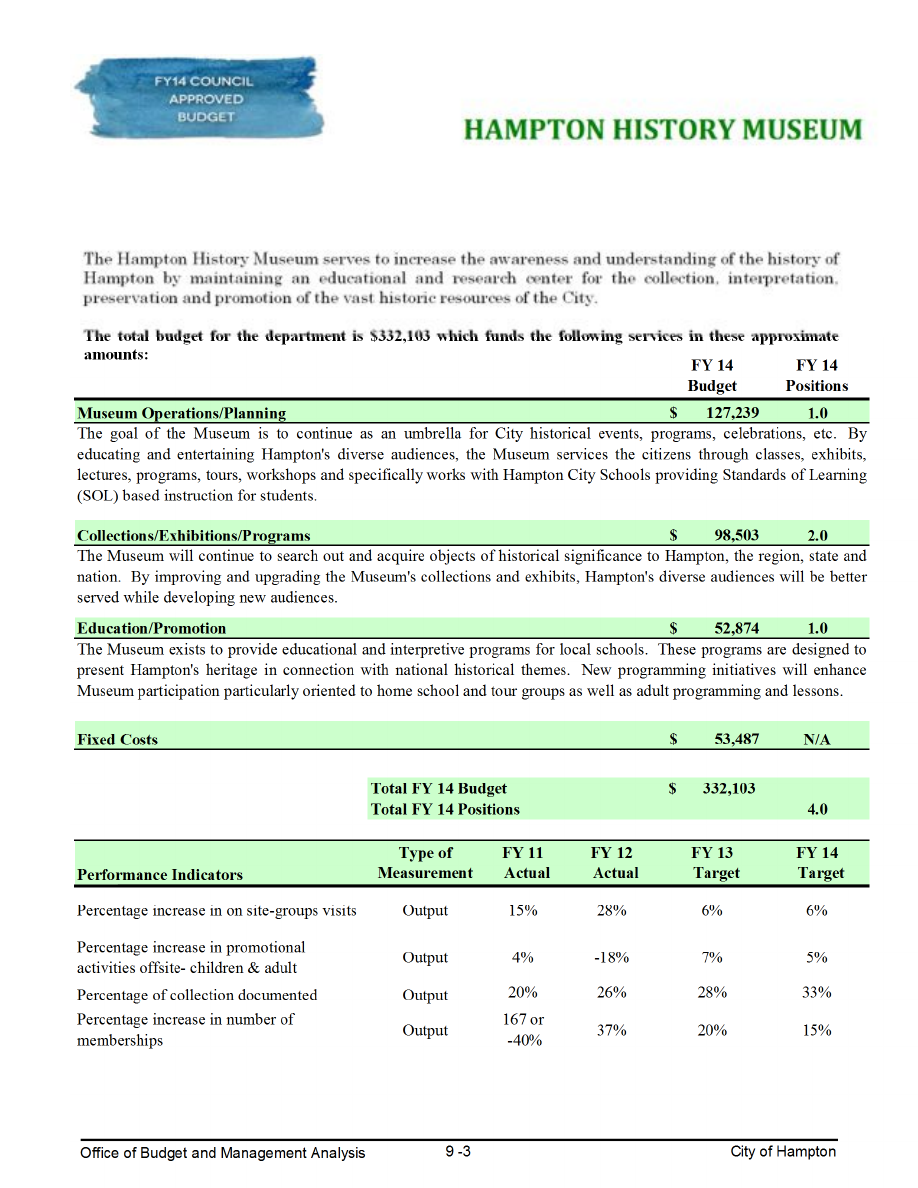 FY14 COUNCIL
APPROVED
BUDGET
HAMPTON HISTORY MUSEUM
The Hampton History Museum serves to increase the awareness and understanding of the history of
Hampton by maintaining an educational and research center for the collection, interpretation,
preservation and promotion of the vast historic resources of the City.
The total budget for the department is $332,103 which funds the following services in these approximate
amounts:
FY 14 FY 14
Budget Positions
Museum Operations/Planning $ 127,239 1.0
The goal of the Museum is to continue as an umbrella for City historical events, programs, celebrations, etc. By
educating and entertaining Hampton's diverse audiences, the Museum services the citizens through classes, exhibits,
lectures, programs, tours, workshops and specifically works with Hampton City Schools providing Standards of Learning
(SOL) based instruction for students.
Collections/Exhibitions/Programs $ 98,503 2.0
The Museum will continue to search out and acquire objects of historical significance to Hampton, the region, state and
nation. By improving and upgrading the Museum's collections and exhibits, Hampton's diverse audiences will be better
served while developing new audiences.
Education/Promotion $ 52,874 1.0
The Museum exists to provide educational and interpretive programs for local schools. These programs are designed to
present Hampton's heritage in connection with national historical themes. New programming initiatives will enhance
Museum participation particularly oriented to home school and tour groups as well as adult programming and lessons.
Fixed Costs $ 53,487 N/A
Total FY 14 Budget $ 332,103
Total FY 14 Positions 4.0
Type of FY 11 FY 12 FY 13 FY 14
Performance Indicators Measurement Actual Actual Target Target
Percentage increase in on site-groups visits Output 15% 28% 6% 6%
Percentage increase in promotional
activities offsite- children & adult Output 4% -18% 7% 5%
Percentage of collection documented Output 20% 26% 28% 33%
Percentage increase in number of
memberships Output 167 or
-40% 37% 20% 15%
Office of Budget and Management Analysis 9 -3 City of Hampton